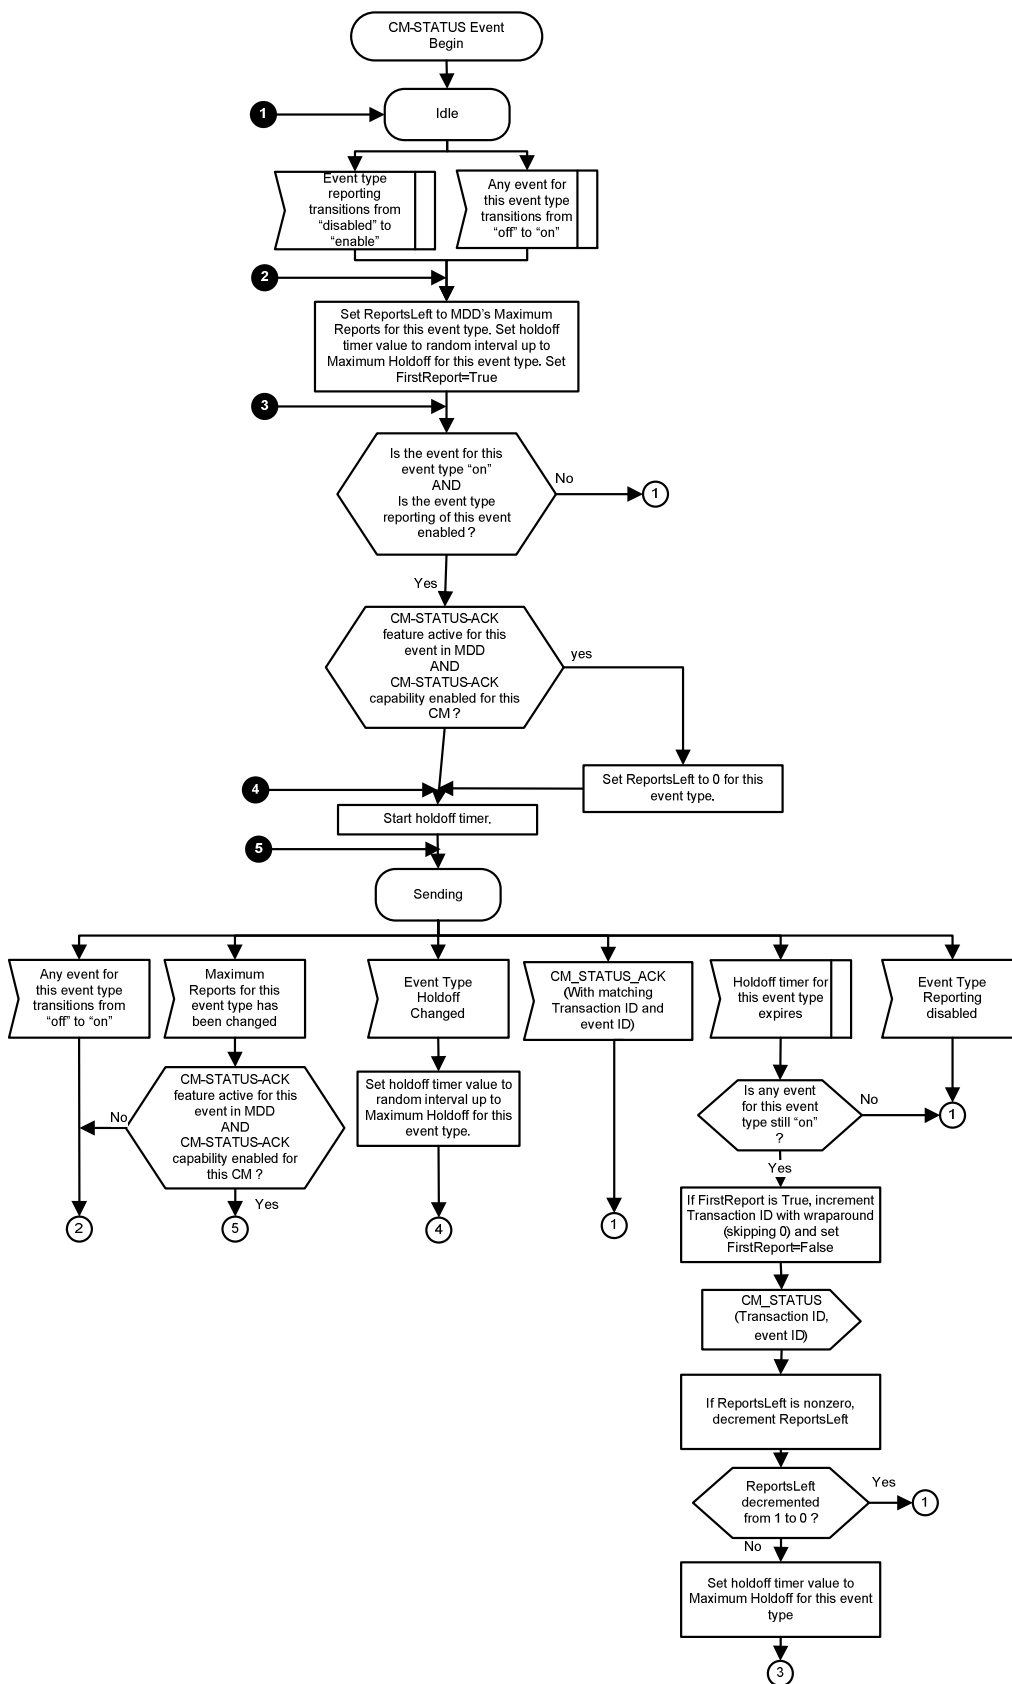 CM-STATUS Event
Begin
1
Idle
Event type
reporting
transitions from
“disabled” to
“enable”
Any event for
this event type
transitions from
“off” to “on”
2
Set ReportsLeft to MDD’s Maximum
Reports for this event type. Set holdoff
timer value to random interval up to
Maximum Holdoff for this event type. Set
FirstReport=True
3
Is the event for this
event type “on”
AND
Is the event type
reporting of this event
enabled ?
No
1
Yes
CM-STATUS-ACK
feature active for this
event in MDD
AND
CM-STATUS-ACK
capability enabled for this
CM ?
yes
Set ReportsLeft to 0 for this
event type.
4
Start holdoff timer.
5
Sending
Any event for
this event type
transitions from
“off” to “on”
Maximum
Reports for this
event type has
been changed
Event Type
Holdoff
Changed
CM_STATUS_ACK
(With matching
Transaction ID and
event ID)
Holdoff timer for
this event type
expires
Event Type
Reporting
disabled
No
CM-STATUS-ACK
feature active for this
event in MDD
AND
CM-STATUS-ACK
capability enabled for
this CM ?
Yes
Set holdoff timer value to
random interval up to
Maximum Holdoff for this
event type.
Is any event
for this event
type still “on”
?
No
1
Yes
2
5
4
1
If FirstReport is True, increment
Transaction ID with wraparound
(skipping 0) and set
FirstReport=False
CM_STATUS
(Transaction ID,
event ID)
If ReportsLeft is nonzero,
decrement ReportsLeft
ReportsLeft
decremented
from 1 to 0 ?
Yes
1
No
Set holdoff timer value to
Maximum Holdoff for this event
type
3